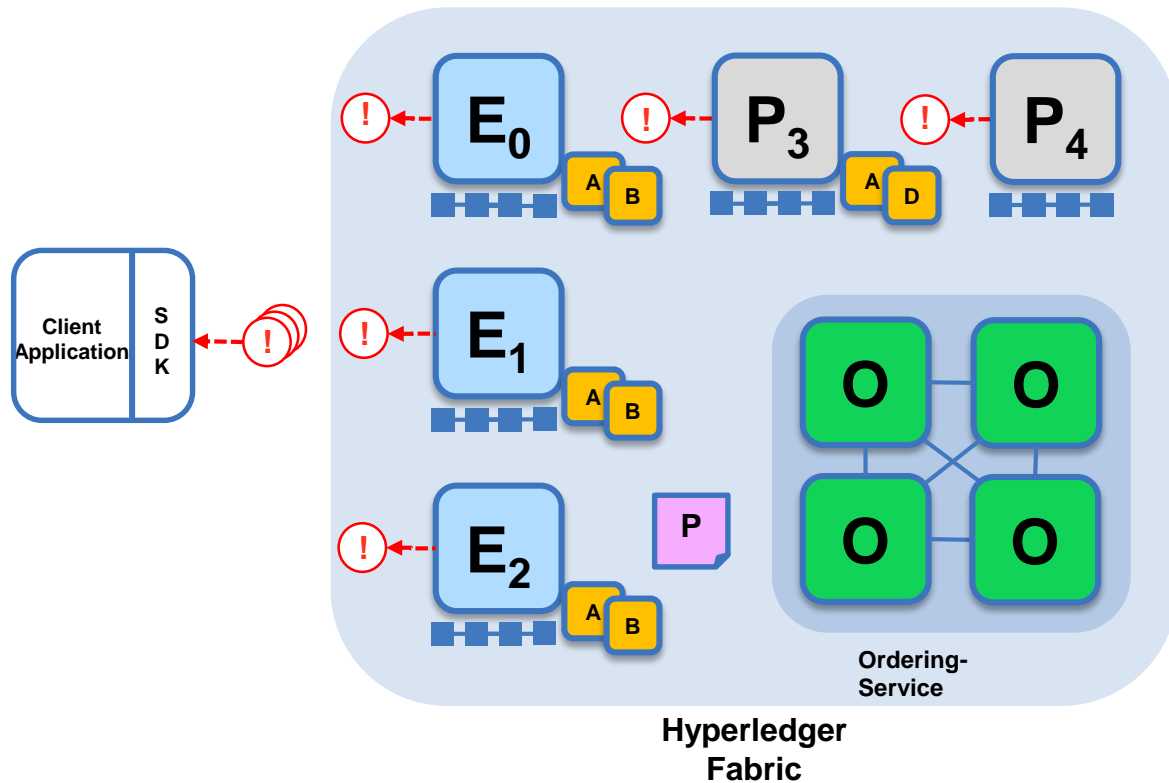 !
E0
A
B
!
P3
A
D
!
P4
Client
Application
S
D
K
!
!
E1
A
B
!
E2
A
B
P
O
O
O
O
Ordering-
Service
Hyperledger
Fabric